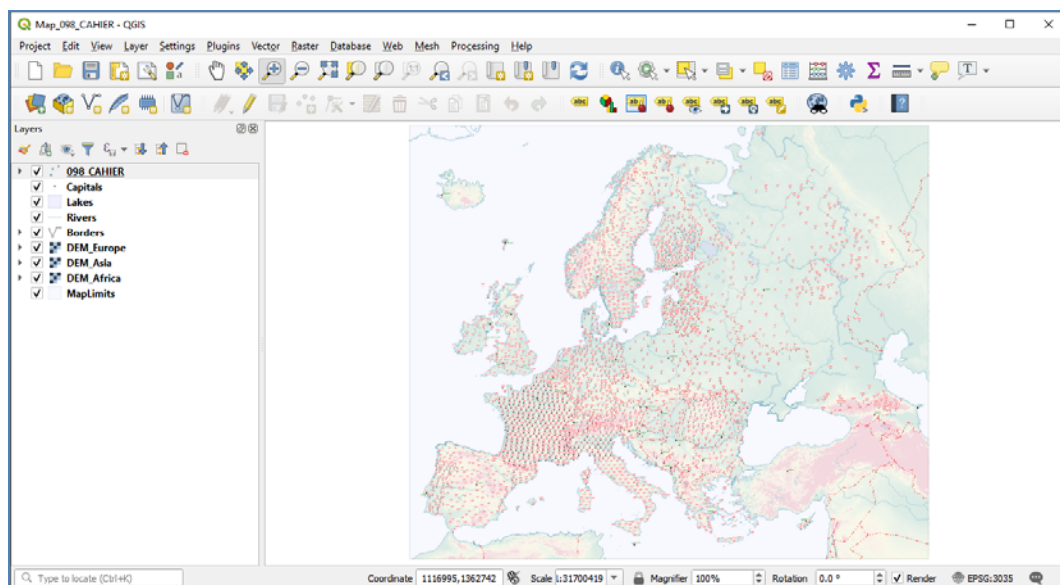 Map_098_CAHIER - QGIS
Project Edit View Layer Settings Plugins Vector Raster Database Web Mesh Processing Help
Layers
098_CAHIER
Capitals
Lakes
Rivers
Borders
DEM_Europe
DEM_Asia
DEM_Africa
MapLimits
Type to locate (Ctrl+K) Coordinate 1116995,1362742 Scale 1:31700419 Magnifier 100% Rotation 0.0 ° Render EPSG:3035